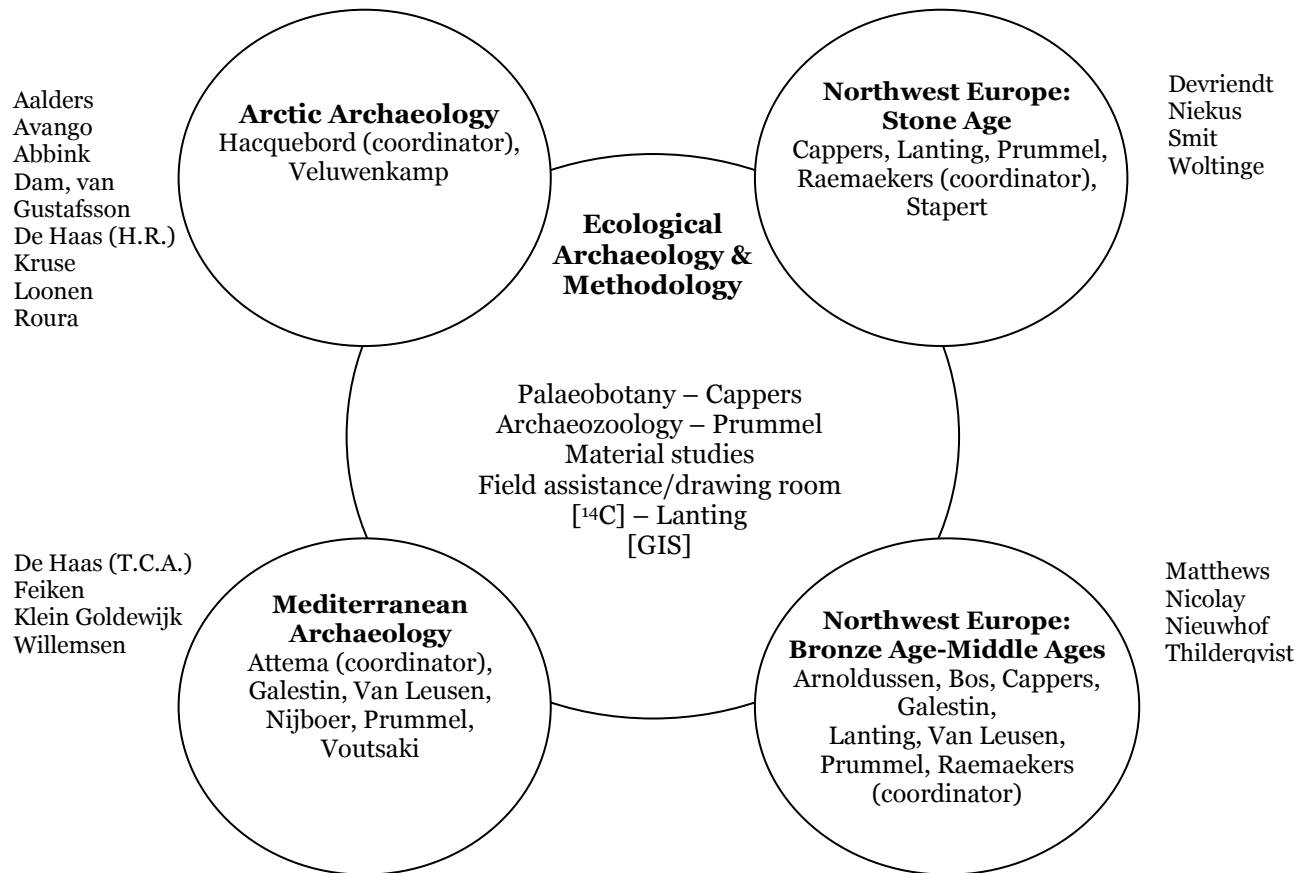 Aalders
Avango
Abbink
Dam, van
Gustafsson
De Haas (H.R.)
Kruse
Loonen
Roura
Arctic Archaeology
Hacquebord (coordinator),
Veluwenkamp
Northwest Europe:
Stone Age
Cappers, Lanting, Prummel,
Raemaekers (coordinator),
Stapert
Devriendt
Niekus
Smit
Woltinge
Ecological
Archaeology &
Methodology
Palaeobotany – Cappers
Archaeozoology – Prummel
Material studies
Field assistance/drawing room
[¹⁴C] – Lanting
[GIS]
De Haas (T.C.A.)
Feiken
Klein Goldewijk
Willemsen
Mediterranean
Archaeology
Attema (coordinator),
Galestin, Van Leusen,
Nijboer, Prummel,
Voutsaki
Northwest Europe:
Bronze Age-Middle Ages
Arnoldussen, Bos, Cappers,
Galestin,
Lanting, Van Leusen,
Prummel, Raemaekers
(coordinator)
Matthews
Nicolay
Nieuwhof
Thilderqvist